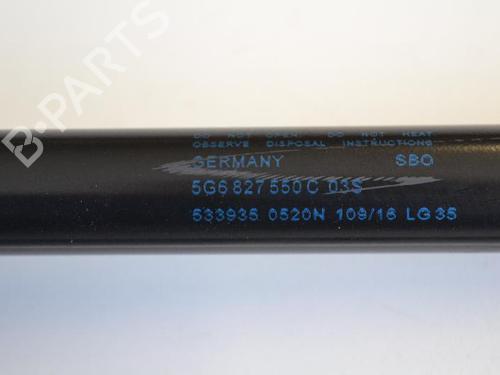 DO NOT OPEN! DO NOT HEAT
OBSERVE DISPOSAL INSTRUCTIONS
GERMANY SBO
5G6 827 550 C 03S
533935 0520N 109/16 LG35
B-PARTS